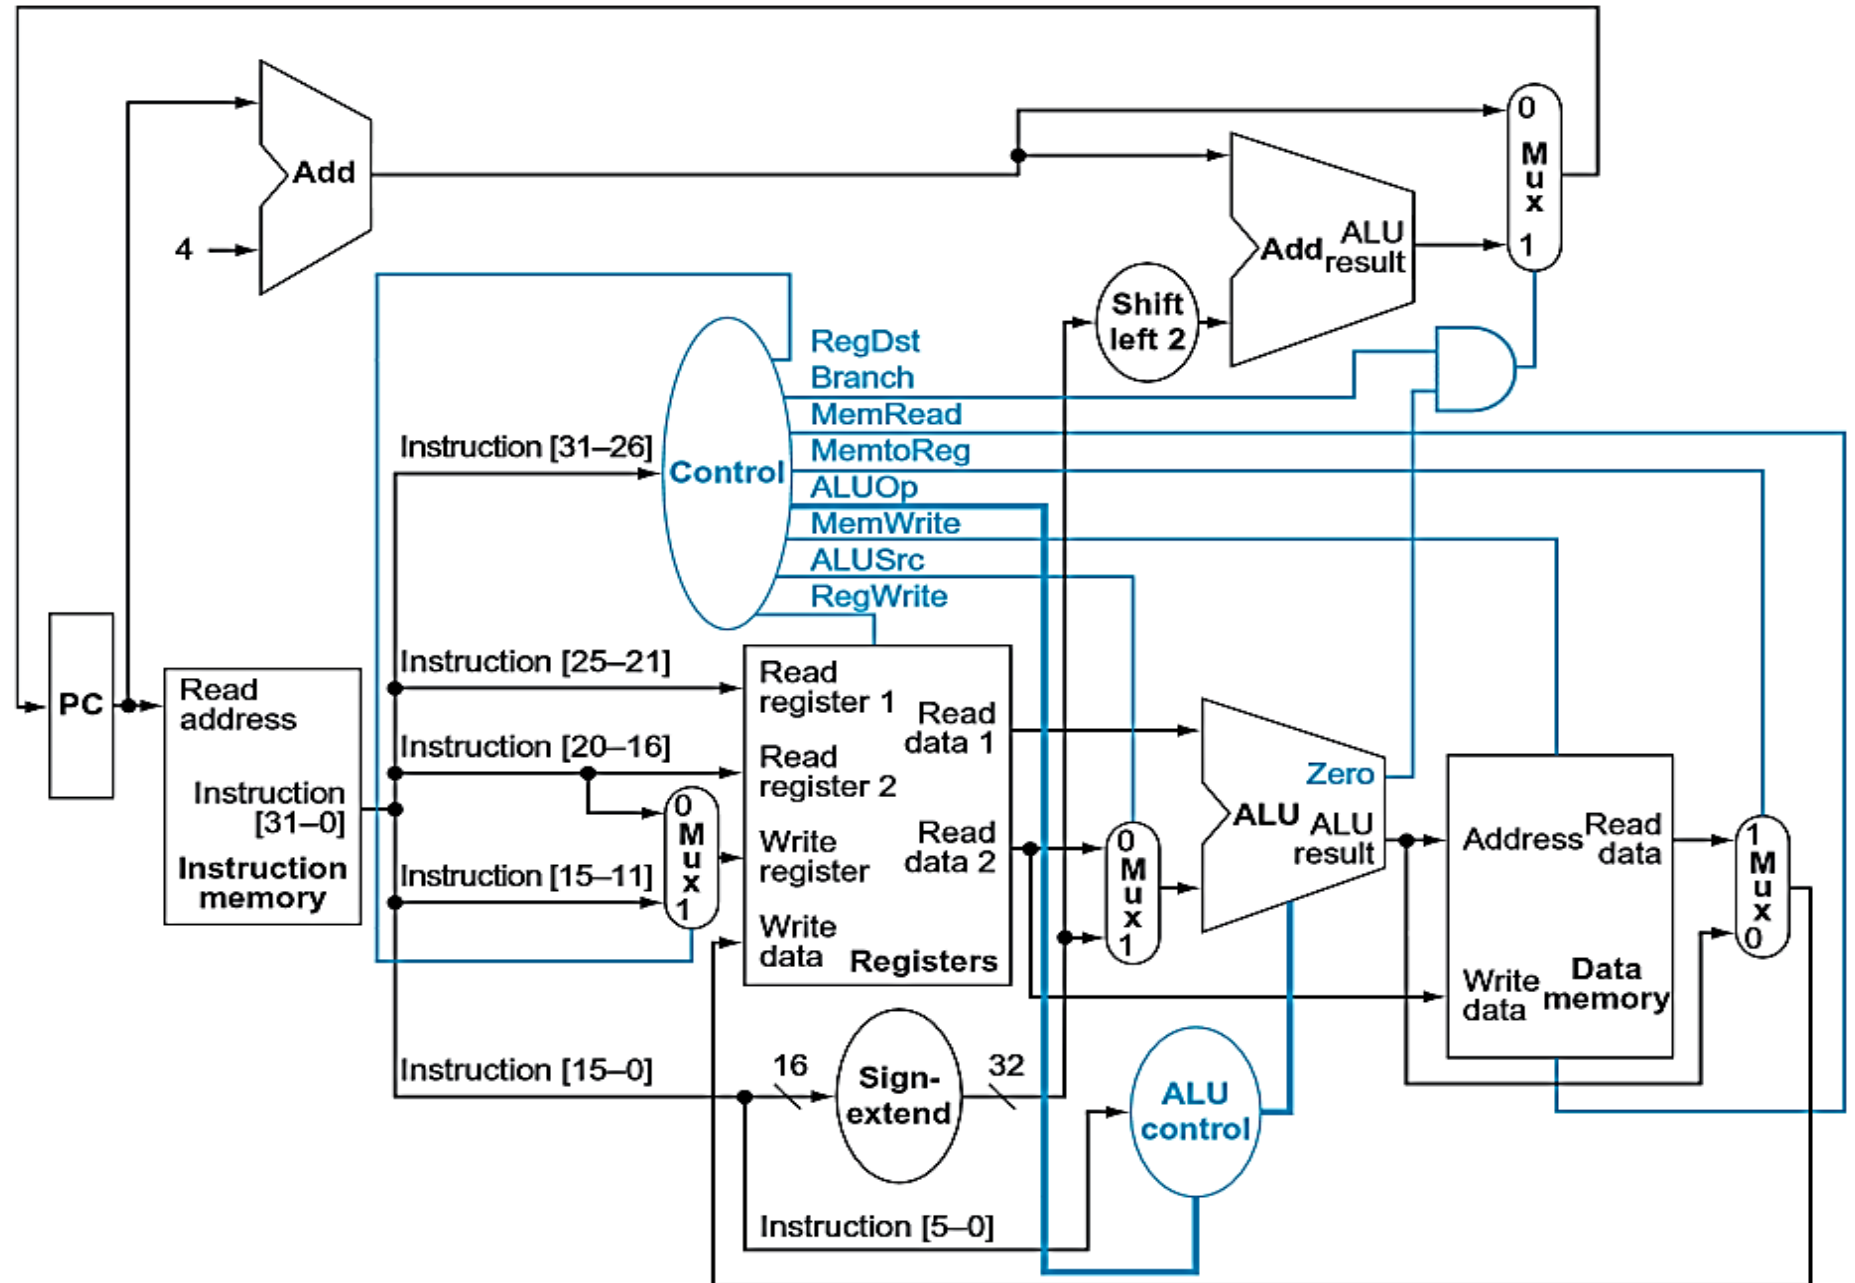 0
M
u
x
1
Add
4
Add
ALU
result
Shift
left 2
RegDst
Branch
MemRead
MemtoReg
ALUOp
MemWrite
ALUSrc
RegWrite
Control
Instruction [31–26]
Instruction [25–21]
Instruction [20–16]
Instruction [15–11]
Instruction [15–0]
Instruction [5–0]
PC
Read
address
Instruction
[31–0]
Instruction
memory
0
M
u
x
1
Read
register 1
Read
register 2
Write
register
Write
data
Read
data 1
Read
data 2
Registers
0
M
u
x
1
Zero
ALU
ALU
result
Address
Read
data
Write
data
Data
memory
1
M
u
x
0
16
Sign-
extend
32
ALU
control